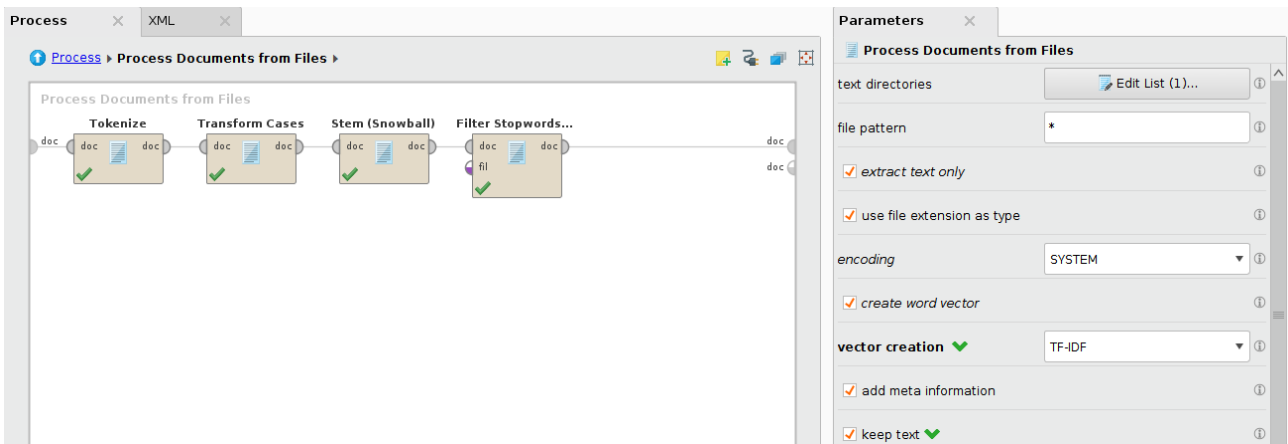 Process
XML
Process Documents from Files
Process Documents from Files
Tokenize
Transform Cases
Stem (Snowball)
Filter Stopwords...
doc
doc doc
doc doc
doc doc
doc doc
fil
doc
doc
Parameters
Process Documents from Files
text directories
Edit List (1)...
file pattern
*
extract text only
use file extension as type
encoding
SYSTEM
create word vector
vector creation
TF-IDF
add meta information
keep text